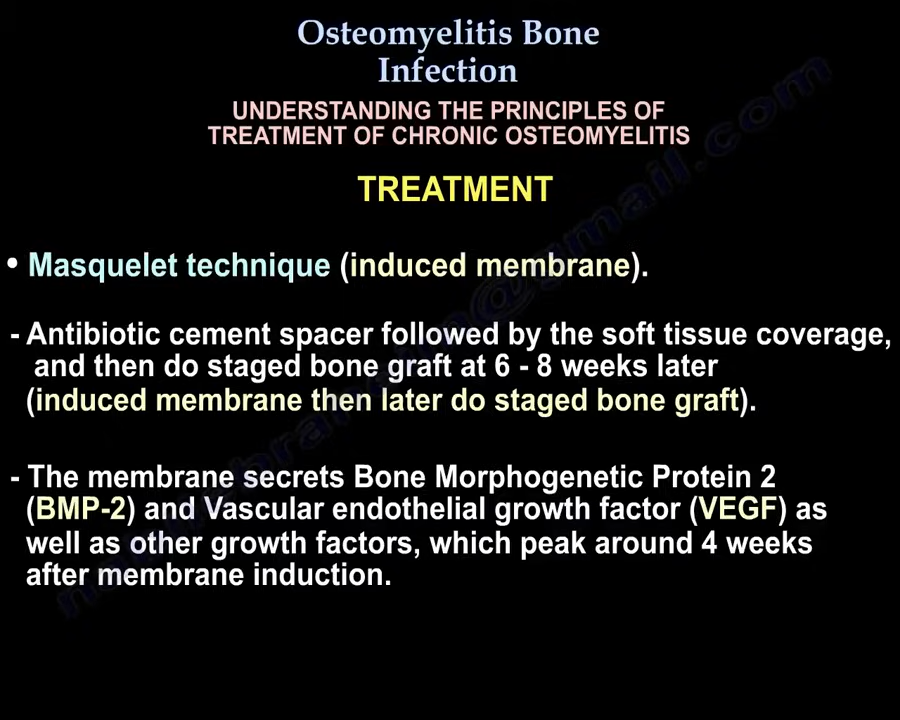 Osteomyelitis Bone
Infection
UNDERSTANDING THE PRINCIPLES OF
TREATMENT OF CHRONIC OSTEOMYELITIS
TREATMENT
• Masquelet technique (induced membrane).
- Antibiotic cement spacer followed by the soft tissue coverage,
and then do staged bone graft at 6 - 8 weeks later
(induced membrane then later do staged bone graft).
- The membrane secrets Bone Morphogenetic Protein 2
(BMP-2) and Vascular endothelial growth factor (VEGF) as
well as other growth factors, which peak around 4 weeks
after membrane induction.